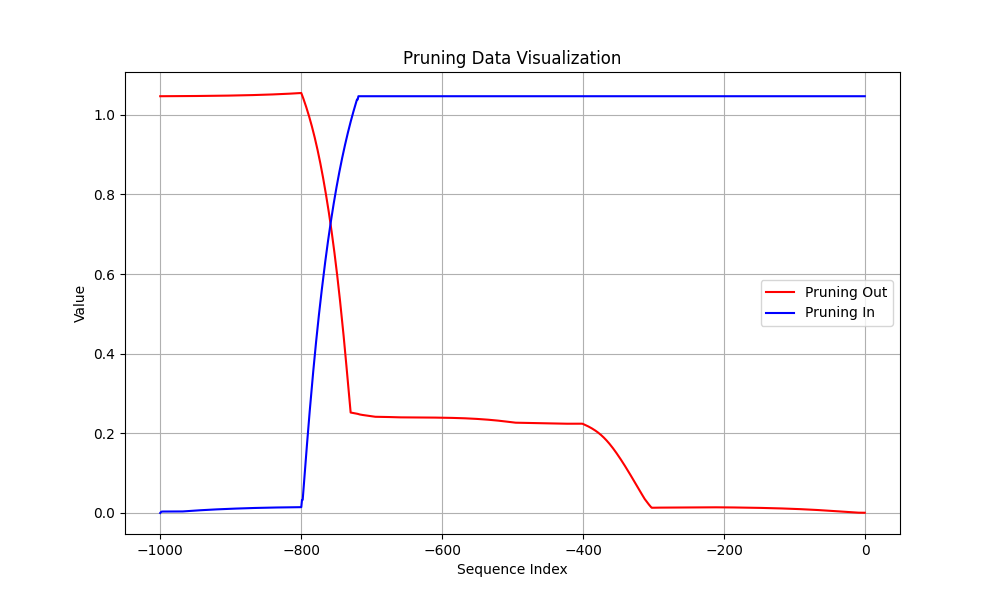 Pruning Data Visualization
1.0
0.8
0.6
0.4
0.2
0.0
Value
Pruning Out
Pruning In
−1000 −800 −600 −400 −200 0
Sequence Index